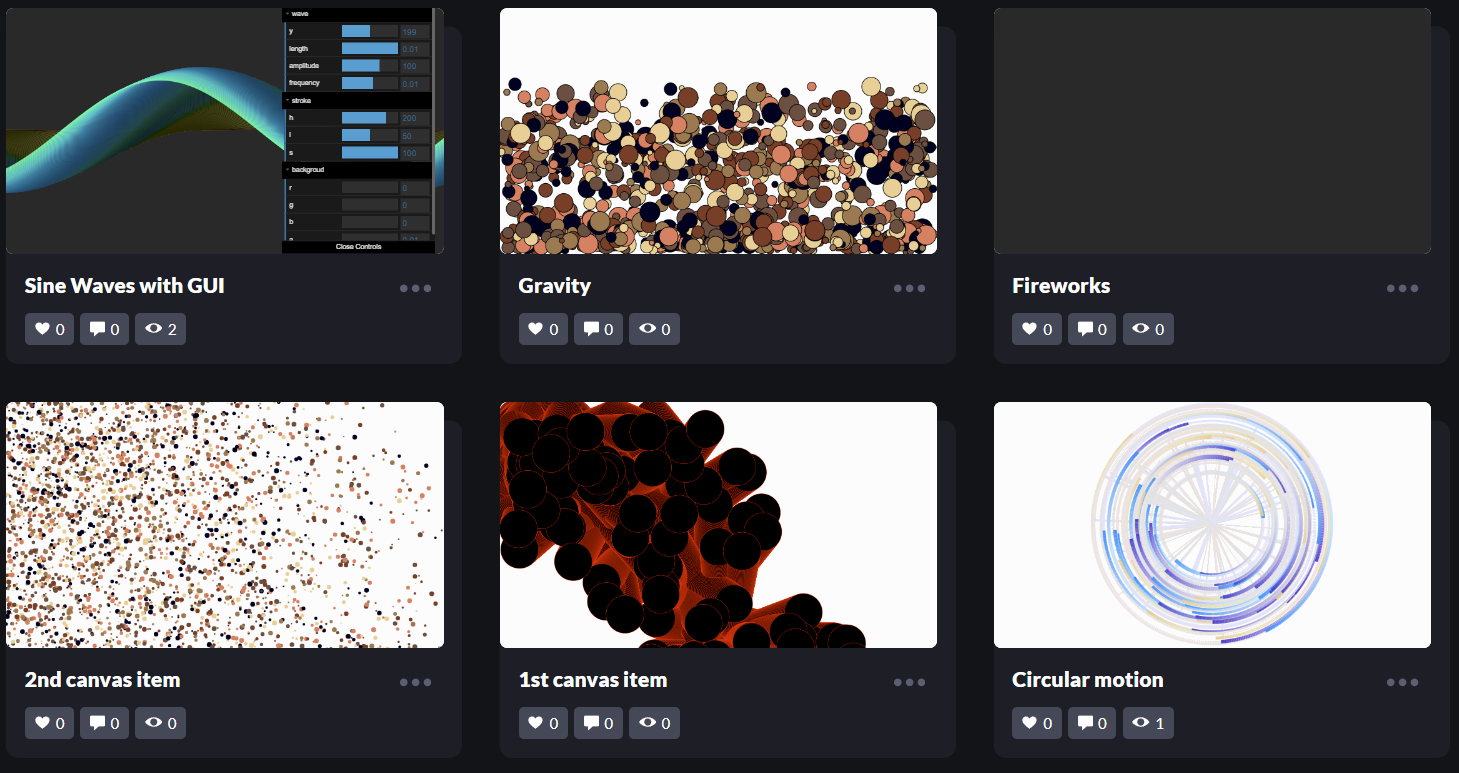 wave
y 199
length 0.01
amplitude 100
frequency 0.01
stroke
h 200
l 50
s 100
backgroud
r 0
g 0
b 0
a 0.01
Close Controls
Sine Waves with GUI
0 0 2
Gravity
0 0 0
Fireworks
0 0 0
2nd canvas item
0 0 0
1st canvas item
0 0 0
Circular motion
0 0 1